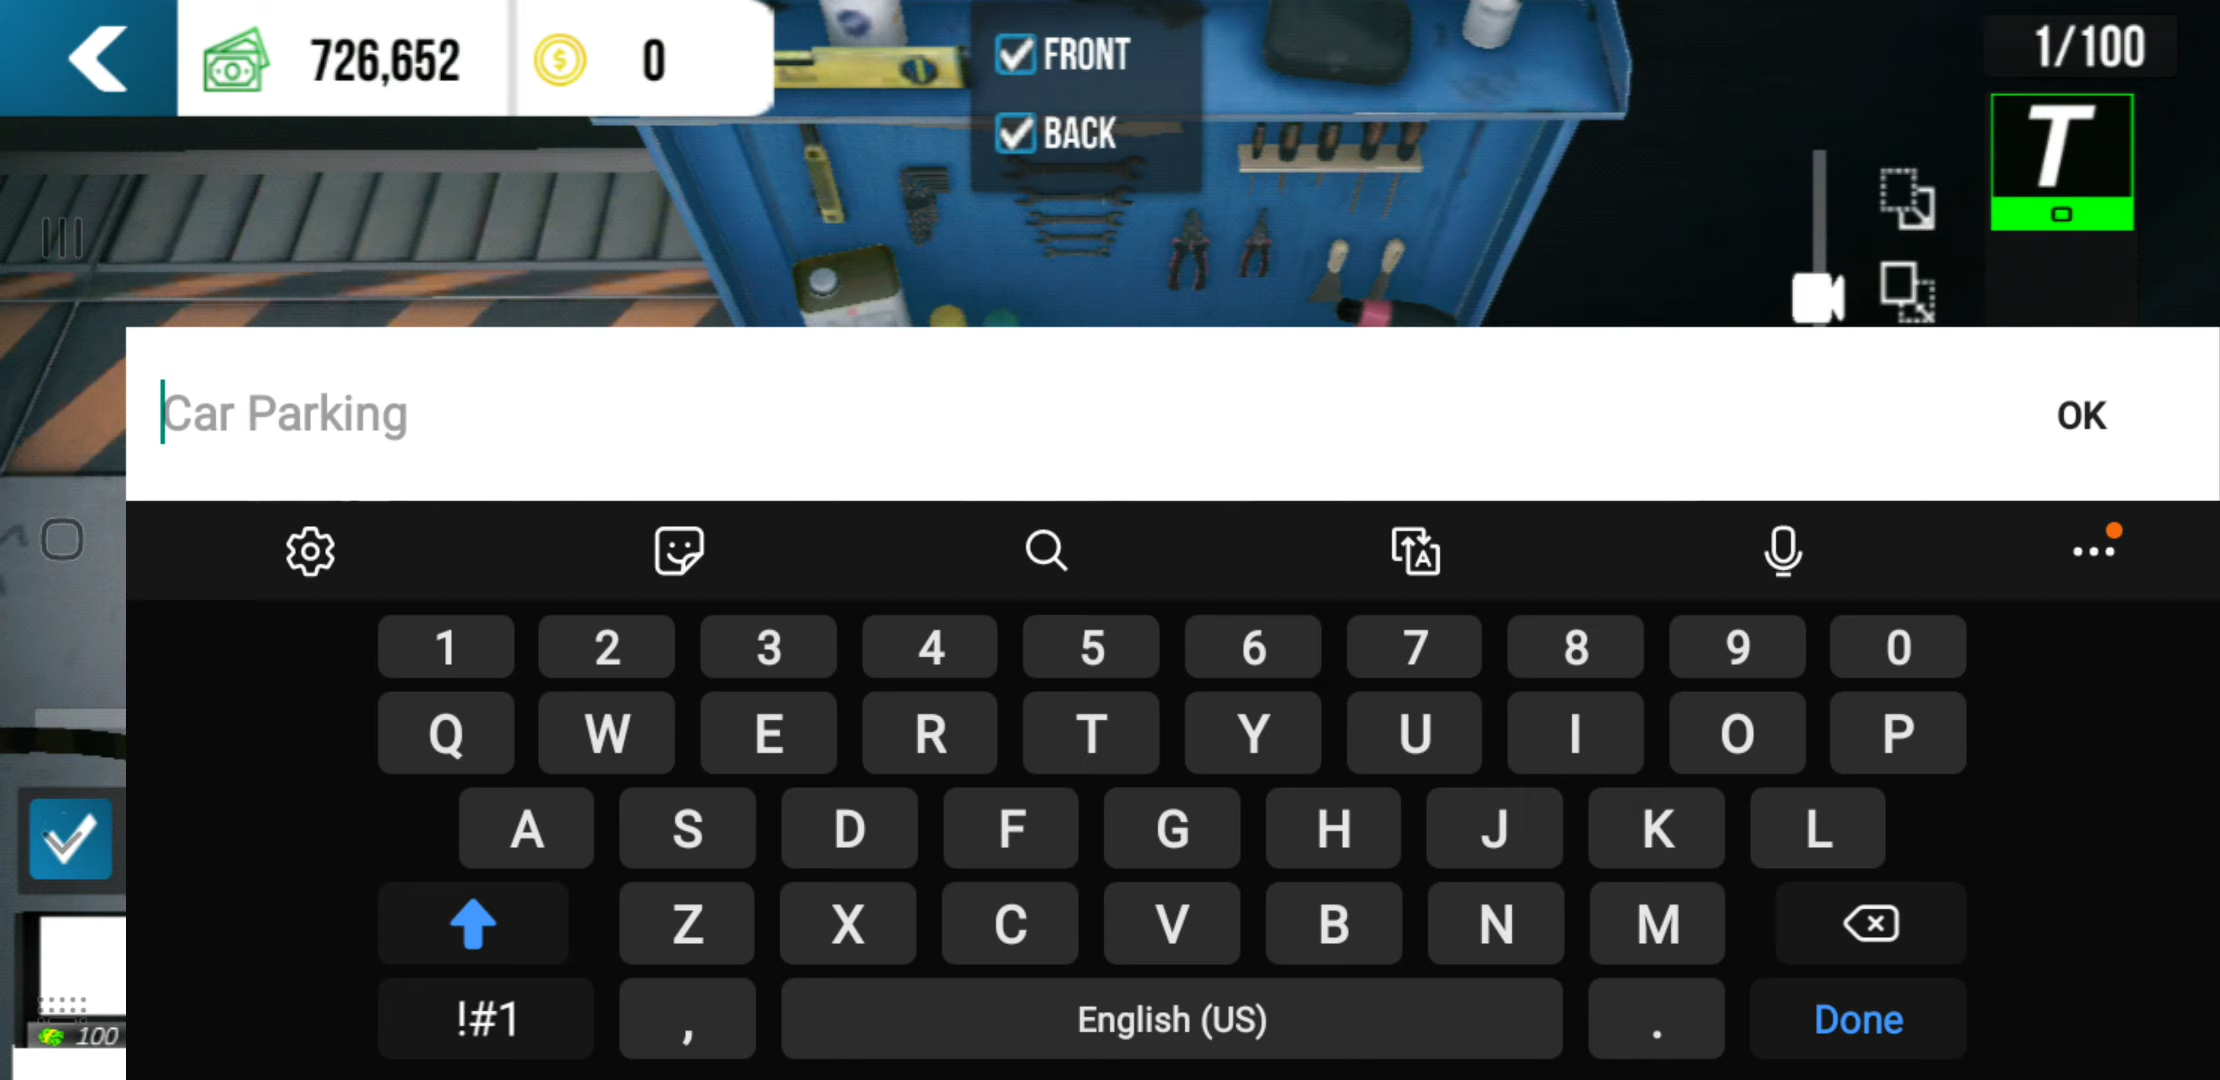 726,652
0
FRONT
BACK
1/100
T
Car Parking
OK
1 2 3 4 5 6 7 8 9 0
Q W E R T Y U I O P
A S D F G H J K L
Z X C V B N M
!#1 , English (US) . Done
100